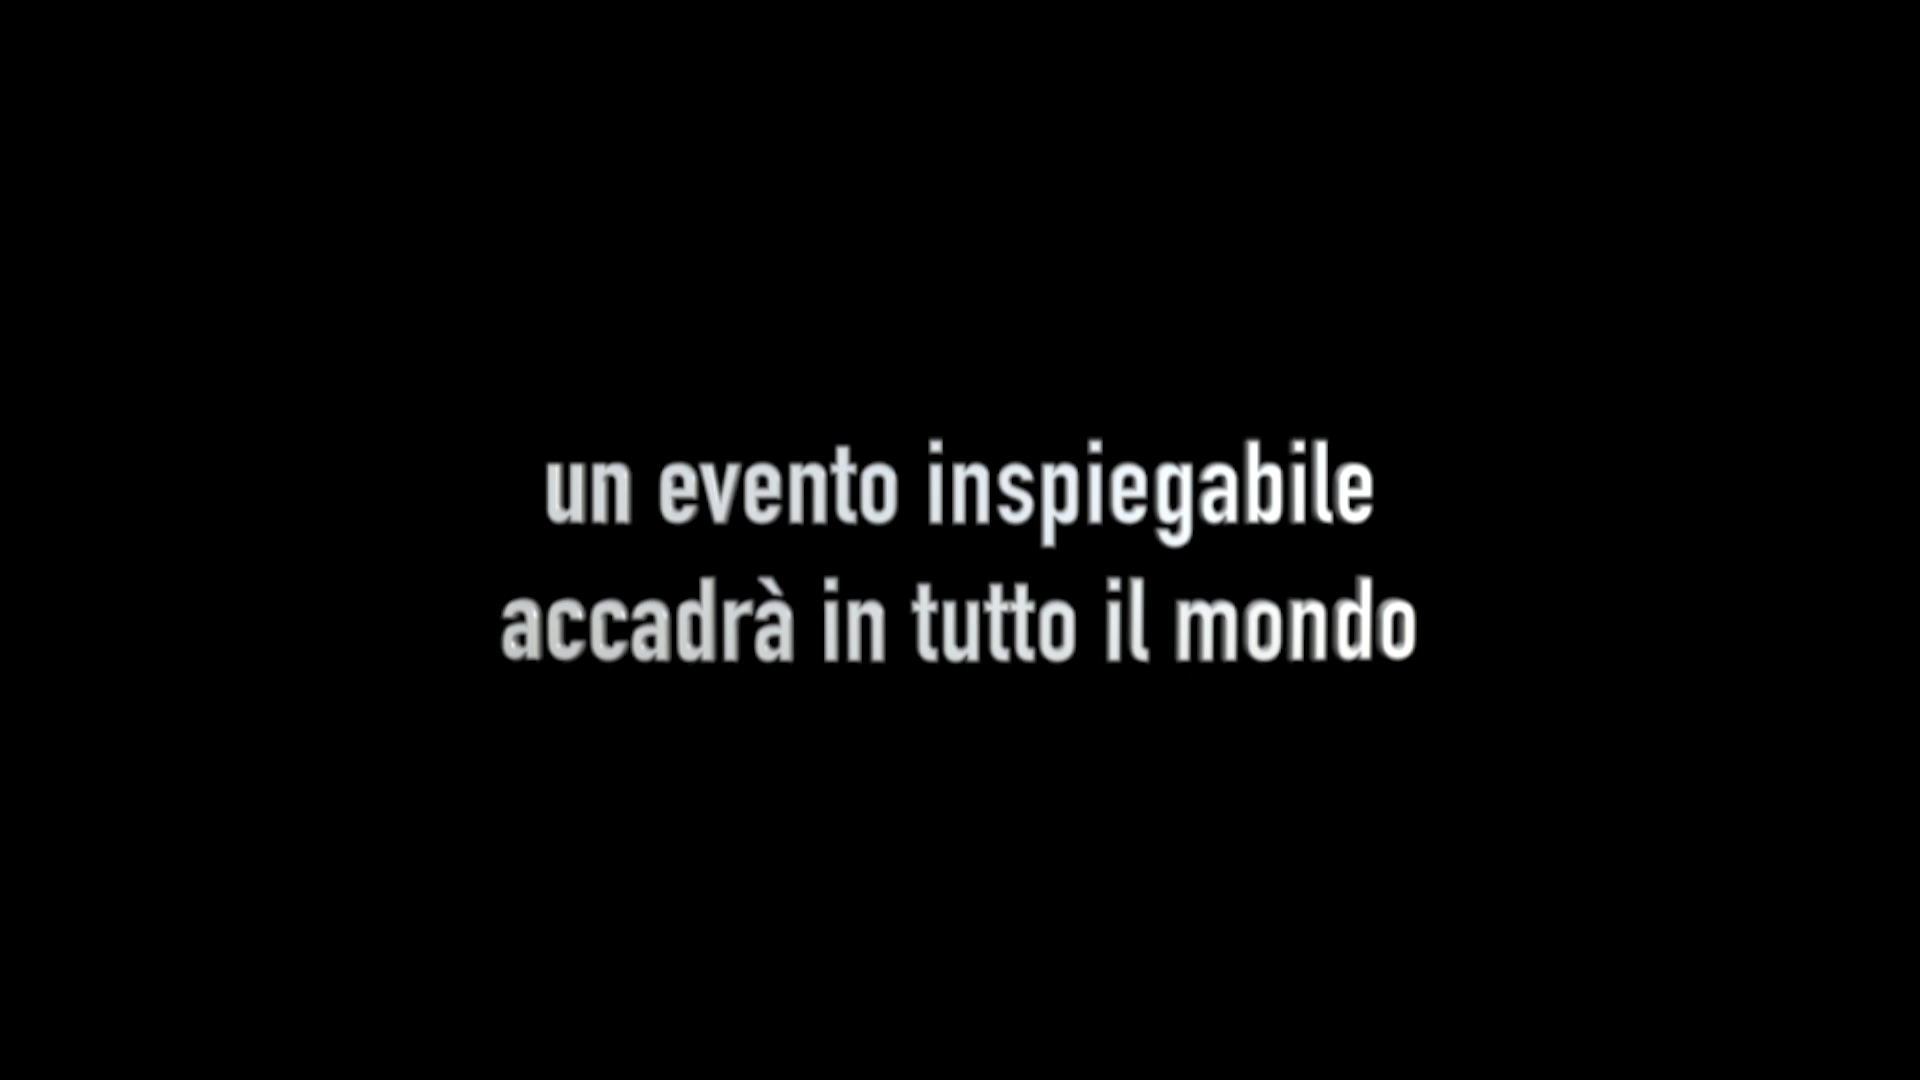 un evento inspiegabile
accadrà in tutto il mondo